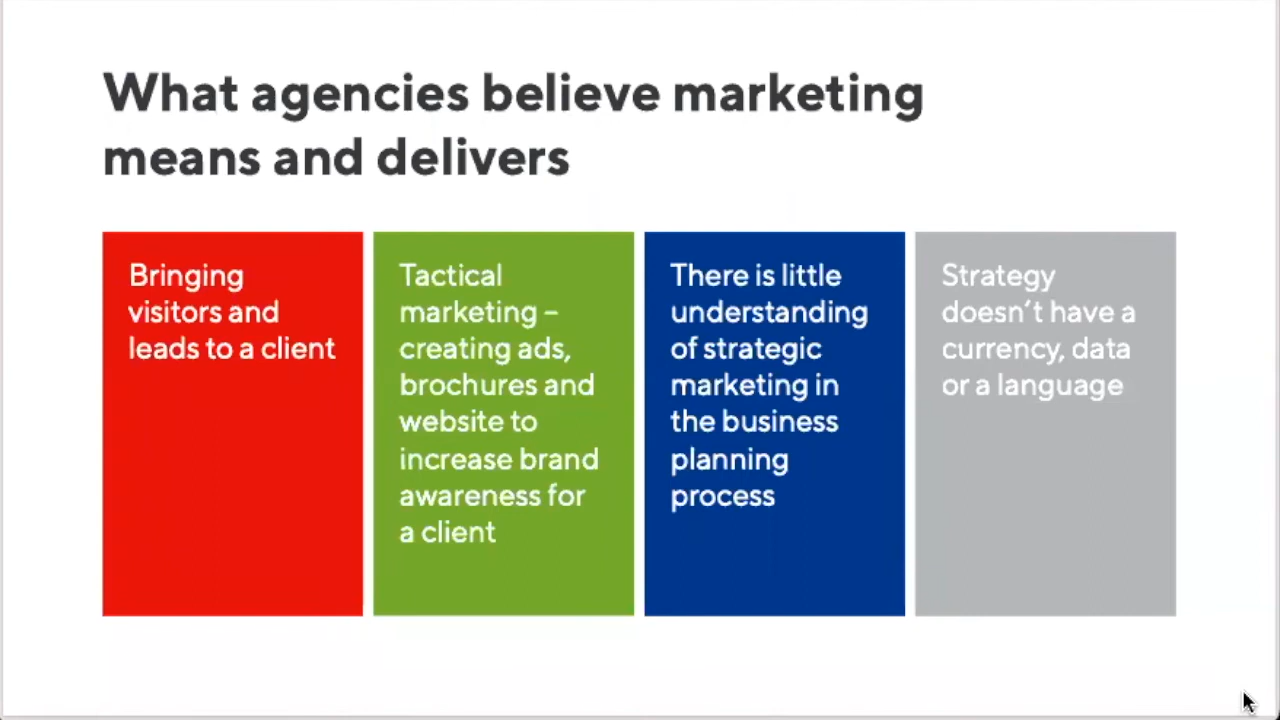 What agencies believe marketing
means and delivers
Bringing
visitors and
leads to a client
Tactical
marketing –
creating ads,
brochures and
website to
increase brand
awareness for
a client
There is little
understanding
of strategic
marketing in
the business
planning
process
Strategy
doesn’t have a
currency, data
or a language